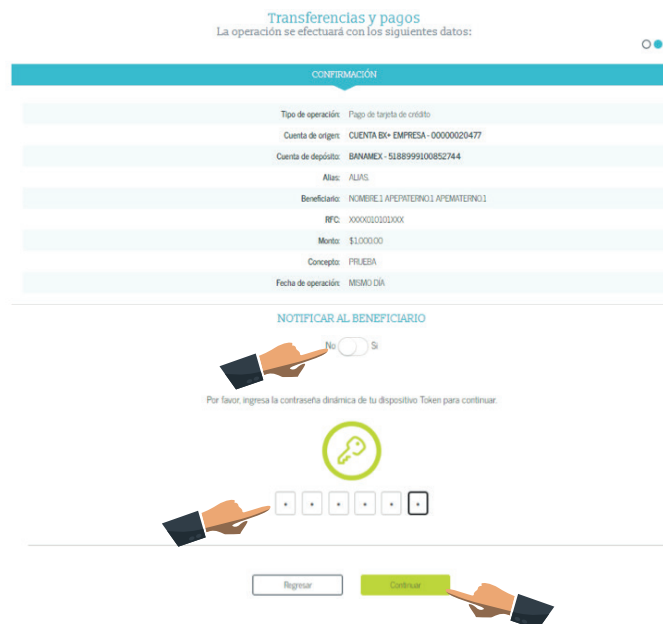 Transferencias y pagos
La operación se efectuará con los siguientes datos:
CONFIRMACIÓN
Tipo de operación: Pago de tarjeta de crédito
Cuenta de origen: CUENTA BX+ EMPRESA - 00000020477
Cuenta de depósito: BANAMEX - 5188999100852744
Alias: ALIAS.
Beneficiario: NOMBRE.1 APEPATERNO.1 APEMATERNO.1
RFC: XXXX010101XXX
Monto: $1,000.00
Concepto: PRUEBA
Fecha de operación: MISMO DÍA
NOTIFICAR AL BENEFICIARIO
No Si
Por favor, ingresa la contraseña dinámica de tu dispositivo Token para continuar.
Regresar Continuar